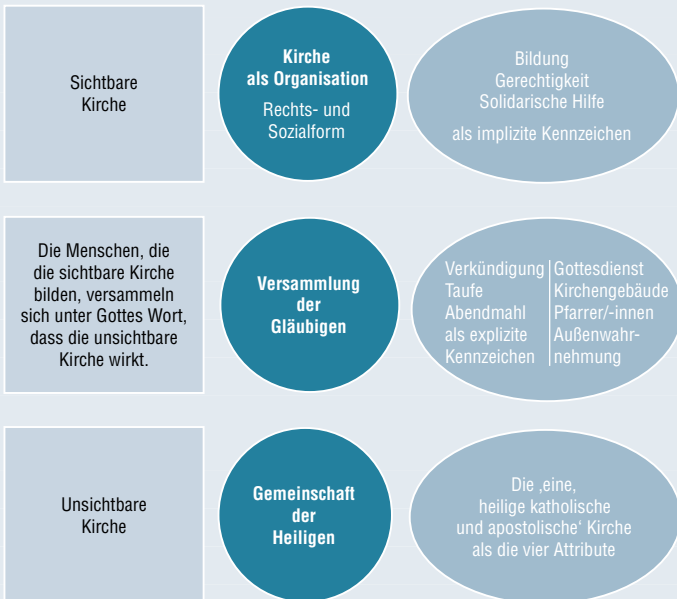 Sichtbare
Kirche
Kirche
als Organisation
Rechts- und
Sozialform
Bildung
Gerechtigkeit
Solidarische Hilfe
als implizite Kennzeichen
Die Menschen, die
die sichtbare Kirche
bilden, versammeln
sich unter Gottes Wort,
dass die unsichtbare
Kirche wirkt.
Versammlung
der
Gläubigen
Verkündigung
Taufe
Abendmahl
als explizite
Kennzeichen
Gottesdienst
Kirchengebäude
Pfarrer/-innen
Außenwahr-
nehmung
Unsichtbare
Kirche
Gemeinschaft
der
Heiligen
Die ‚eine,
heilige katholische
und apostolische‘ Kirche
als die vier Attribute